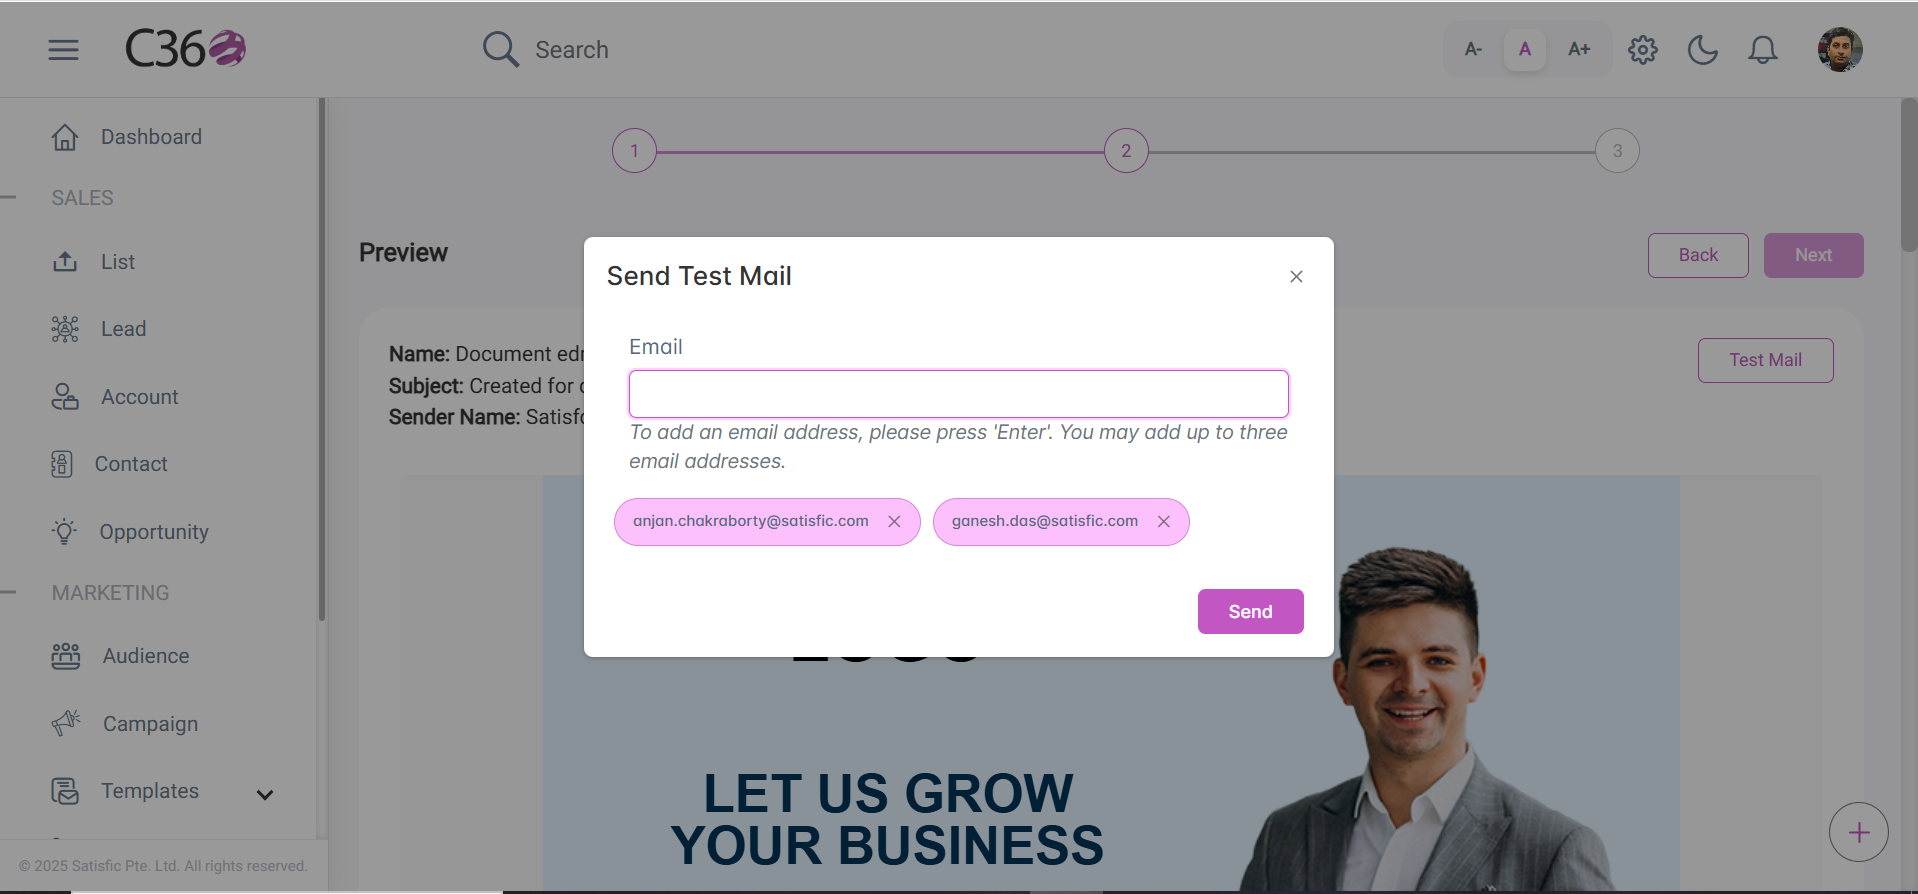 C360
Search
A-
A
A+
Dashboard
SALES
List
Lead
Account
Contact
Opportunity
MARKETING
Audience
Campaign
Templates
© 2025 Satisfic Pte. Ltd. All rights reserved.
1
2
3
Preview
Back
Next
Name: Document
Subject: Created for
Sender Name:
Test Mail
Send Test Mail
Email
To add an email address, please press 'Enter'. You may add up to three
email addresses.
anjan.chakraborty@satisfic.com
ganesh.das@satisfic.com
Send
LET US GROW
YOUR BUSINESS